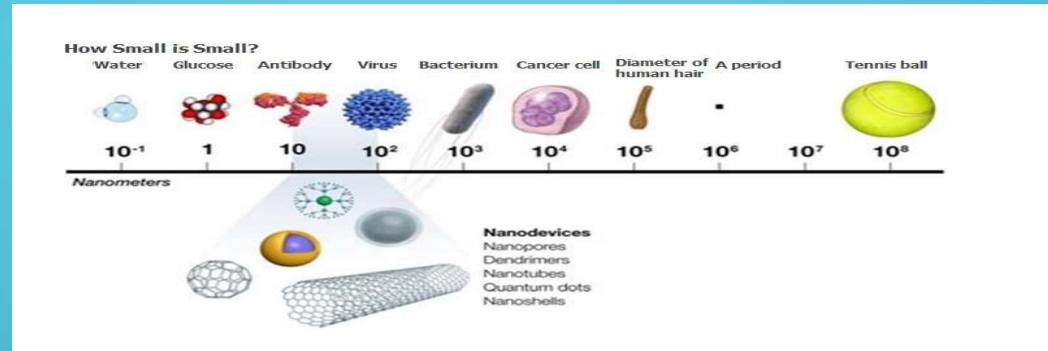 How Small is Small?
Water Glucose Antibody Virus Bacterium Cancer cell Diameter of human hair A period Tennis ball
10⁻¹ 1 10 10² 10³ 10⁴ 10⁵ 10⁶ 10⁷ 10⁸
Nanometers
Nanodevices
Nanopores
Dendrimers
Nanotubes
Quantum dots
Nanoshells